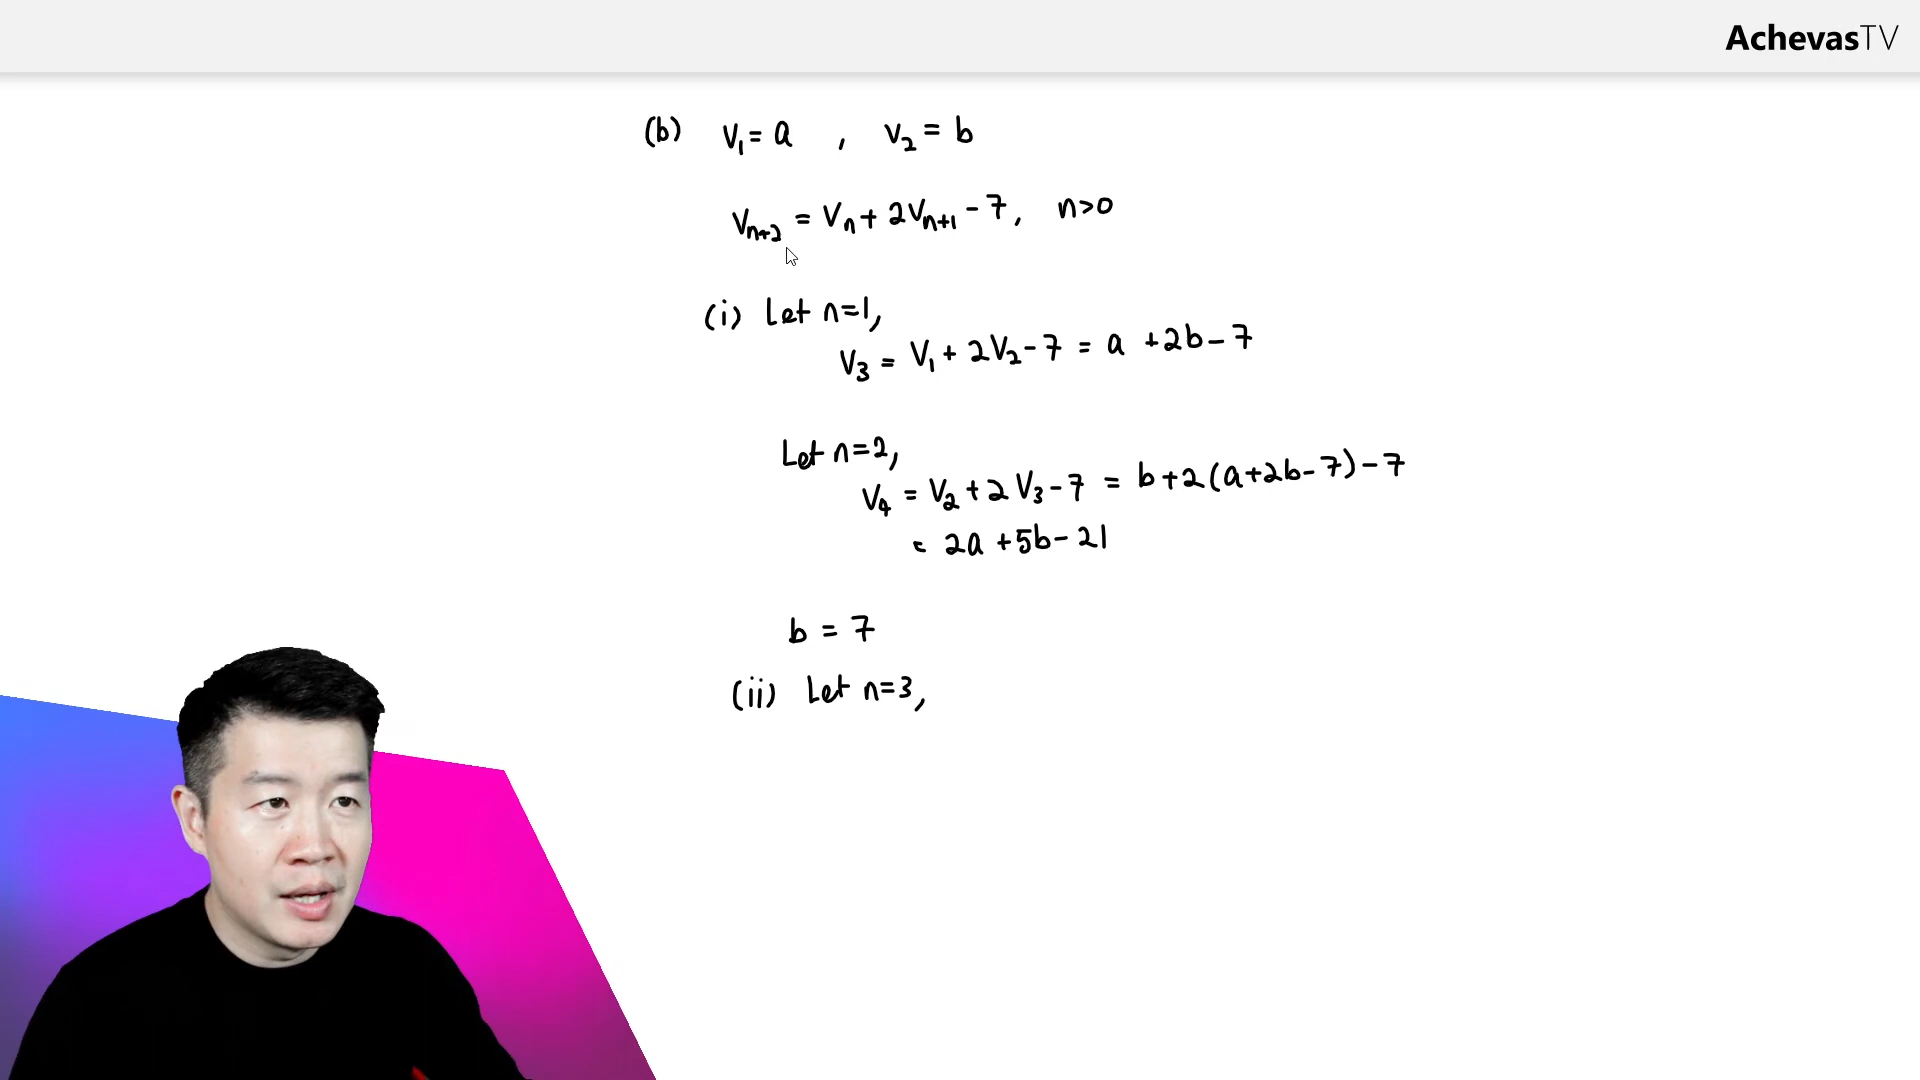 AchevasTV
(b) V₁ = a , V₂ = b
Vₙ₊₂ = Vₙ + 2Vₙ₊₁ - 7, n>0
(i) Let n=1,
V₃ = V₁ + 2V₂ - 7 = a + 2b - 7
Let n=2,
V₄ = V₂ + 2V₃ - 7 = b + 2(a+2b-7) - 7
= 2a + 5b - 21
b = 7
(ii) Let n=3,